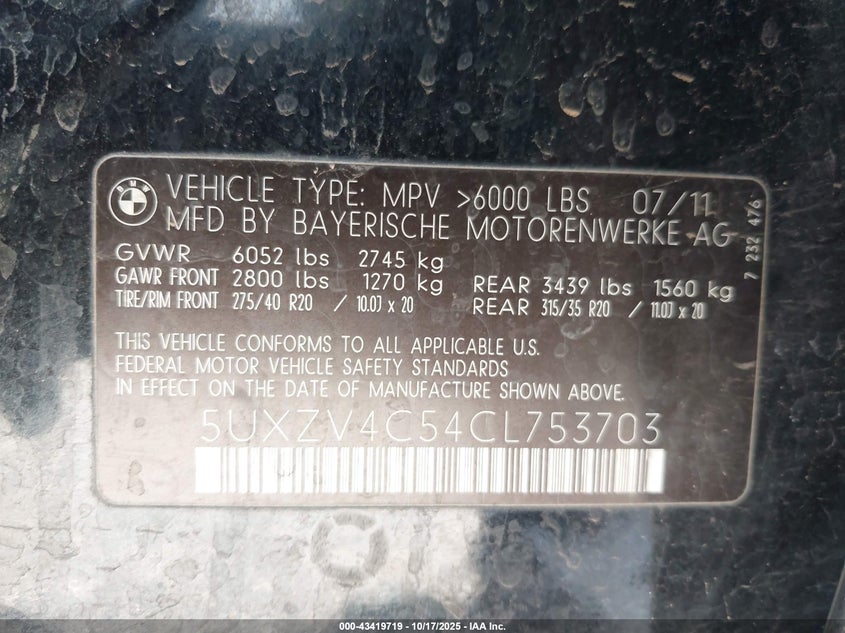 BMW
VEHICLE TYPE: MPV >6000 LBS 07/11
MFD BY BAYERISCHE MOTORENWERKE AG
GVWR 6052 lbs 2745 kg
GAWR FRONT 2800 lbs 1270 kg REAR 3439 lbs 1560 kg
TIRE/RIM FRONT 275/40 R20 / 10.0J x 20 REAR 315/35 R20 / 11.0J x 20
THIS VEHICLE CONFORMS TO ALL APPLICABLE U.S.
FEDERAL MOTOR VEHICLE SAFETY STANDARDS
IN EFFECT ON THE DATE OF MANUFACTURE SHOWN ABOVE.
5UXZV4C54CL753703
7 232 476
000-43419719 - 10/17/2025 - IAA Inc.